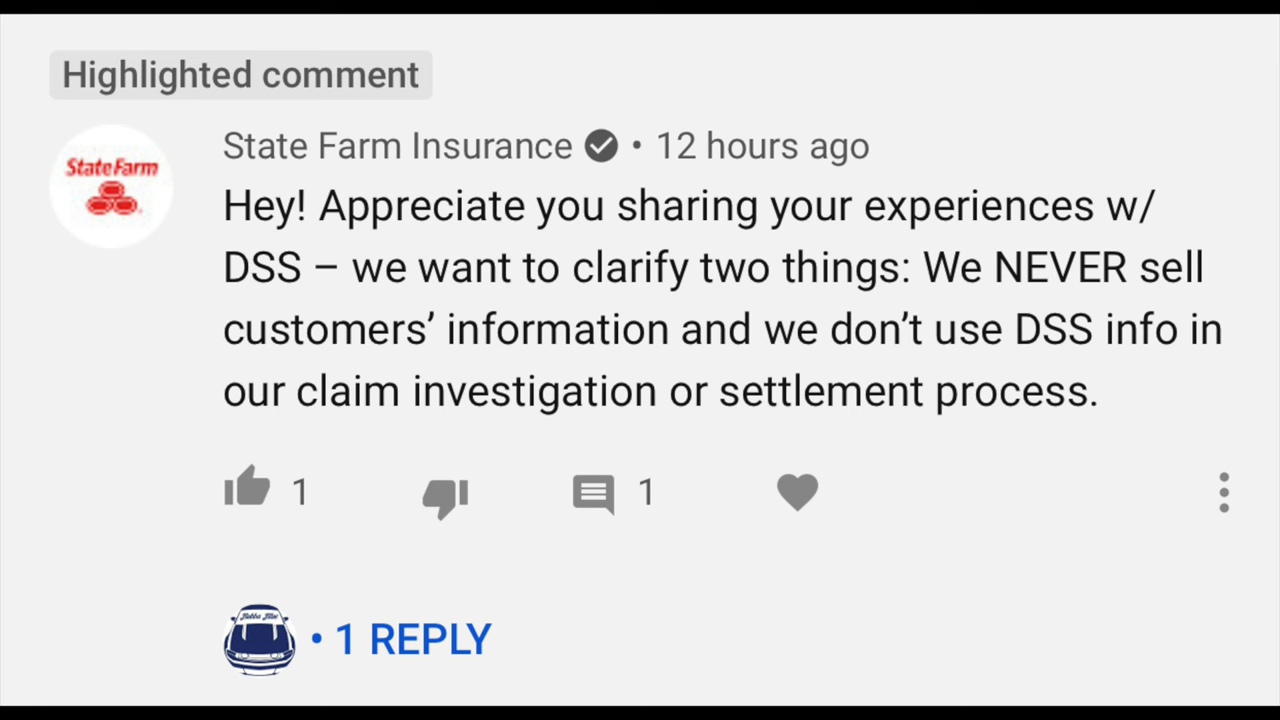 Highlighted comment
State Farm
State Farm Insurance • 12 hours ago
Hey! Appreciate you sharing your experiences w/
DSS – we want to clarify two things: We NEVER sell
customers’ information and we don’t use DSS info in
our claim investigation or settlement process.
1 1
Bubba Blue
• 1 REPLY